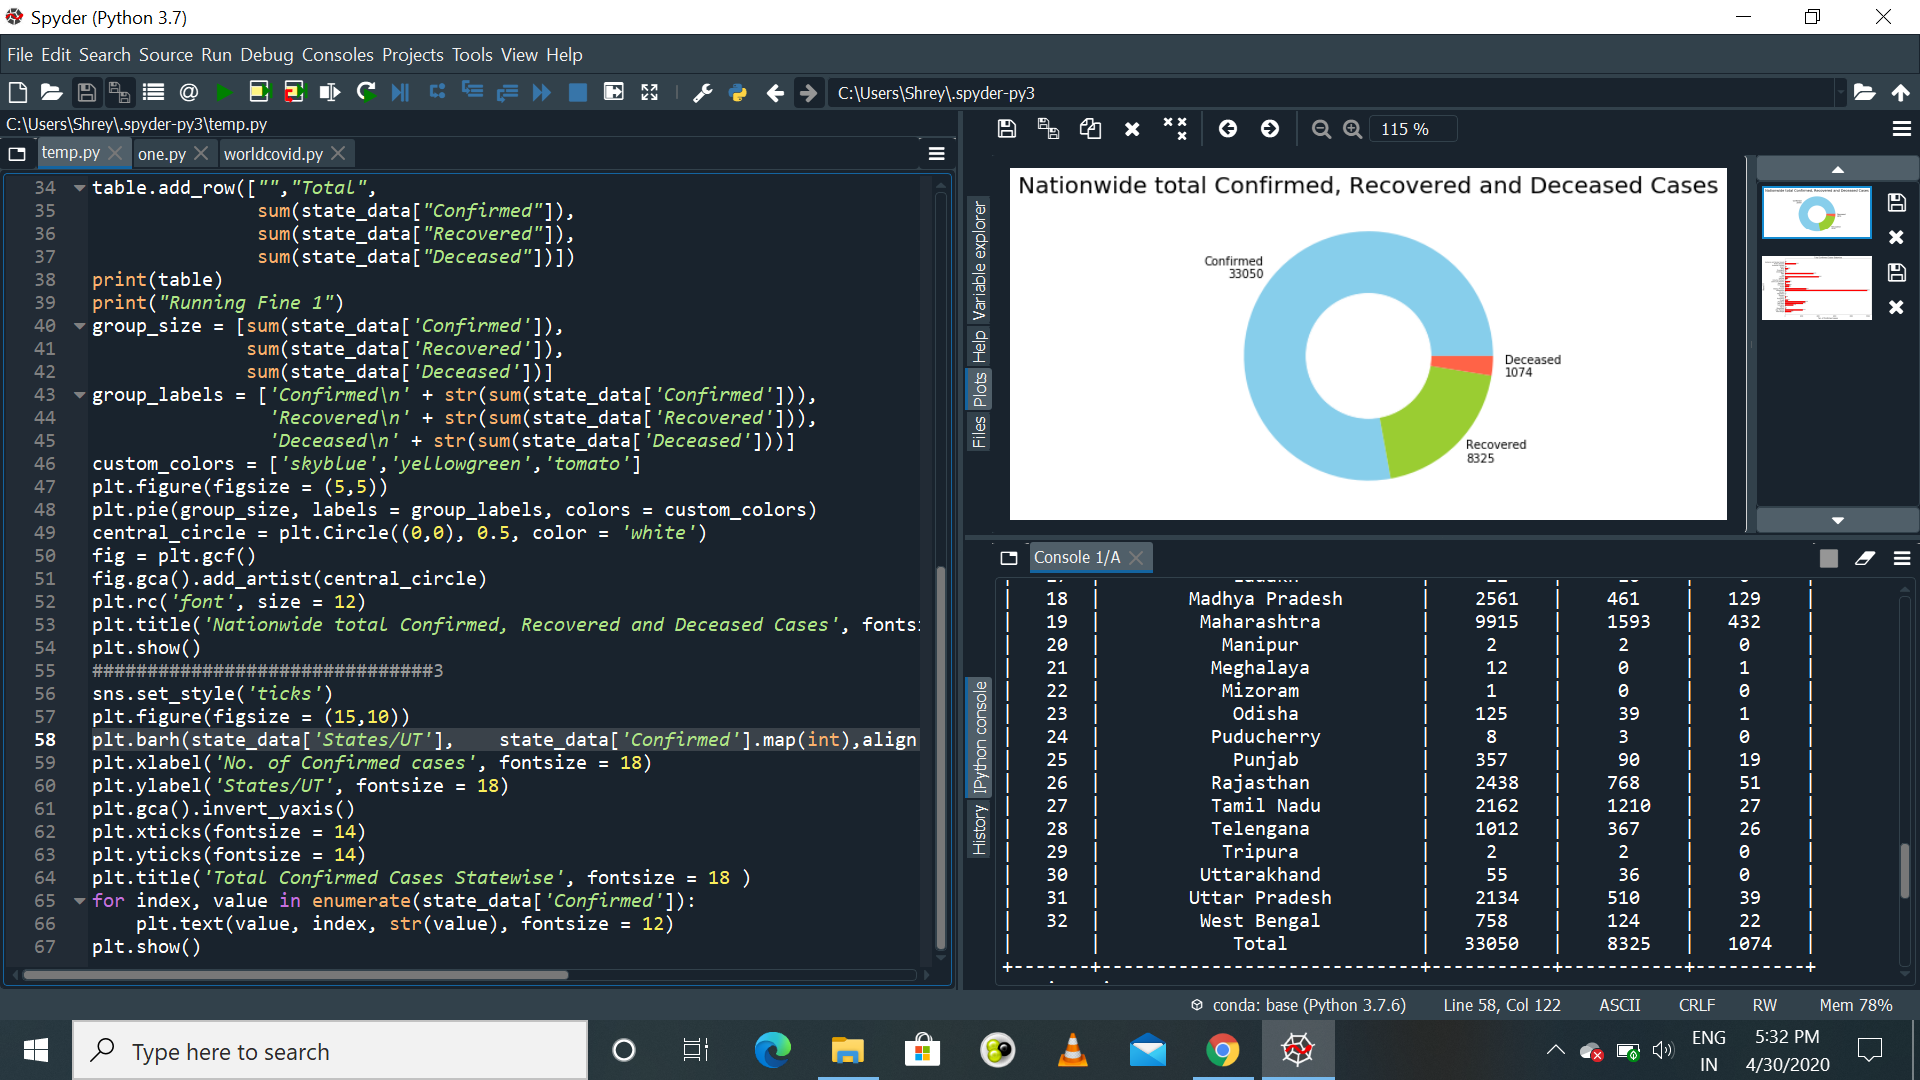 Spyder (Python 3.7)
File Edit Search Source Run Debug Consoles Projects Tools View Help
C:\Users\Shrey\.spyder-py3
C:\Users\Shrey\.spyder-py3\temp.py
temp.py
one.py
worldcovid.py
34 table.add_row(["","Total",
35 sum(state_data["Confirmed"]),
36 sum(state_data["Recovered"]),
37 sum(state_data["Deceased"])])
38 print(table)
39 print("Running Fine 1")
40 group_size = [sum(state_data['Confirmed']),
41 sum(state_data['Recovered']),
42 sum(state_data['Deceased'])]
43 group_labels = ['Confirmed\n' + str(sum(state_data['Confirmed'])),
44 'Recovered\n' + str(sum(state_data['Recovered'])),
45 'Deceased\n' + str(sum(state_data['Deceased']))]
46 custom_colors = ['skyblue','yellowgreen','tomato']
47 plt.figure(figsize = (5,5))
48 plt.pie(group_size, labels = group_labels, colors = custom_colors)
49 central_circle = plt.Circle((0,0), 0.5, color = 'white')
50 fig = plt.gcf()
51 fig.gca().add_artist(central_circle)
52 plt.rc('font', size = 12)
53 plt.title('Nationwide total Confirmed, Recovered and Deceased Cases', fonts
54 plt.show()
55 ###############################3
56 sns.set_style('ticks')
57 plt.figure(figsize = (15,10))
58 plt.barh(state_data['States/UT'], state_data['Confirmed'].map(int),align
59 plt.xlabel('No. of Confirmed cases', fontsize = 18)
60 plt.ylabel('States/UT', fontsize = 18)
61 plt.gca().invert_yaxis()
62 plt.xticks(fontsize = 14)
63 plt.yticks(fontsize = 14)
64 plt.title('Total Confirmed Cases Statewise', fontsize = 18 )
65 for index, value in enumerate(state_data['Confirmed']):
66 plt.text(value, index, str(value), fontsize = 12)
67 plt.show()
115 %
Variable explorer
Help
Plots
Files
Nationwide total Confirmed, Recovered and Deceased Cases
Confirmed
33050
Deceased
1074
Recovered
8325
Console 1/A
IPython console
History
| 18 | Madhya Pradesh | 2561 | 461 | 129 |
| 19 | Maharashtra | 9915 | 1593 | 432 |
| 20 | Manipur | 2 | 2 | 0 |
| 21 | Meghalaya | 12 | 0 | 1 |
| 22 | Mizoram | 1 | 0 | 0 |
| 23 | Odisha | 125 | 39 | 1 |
| 24 | Puducherry | 8 | 3 | 0 |
| 25 | Punjab | 357 | 90 | 19 |
| 26 | Rajasthan | 2438 | 768 | 51 |
| 27 | Tamil Nadu | 2162 | 1210 | 27 |
| 28 | Telengana | 1012 | 367 | 26 |
| 29 | Tripura | 2 | 2 | 0 |
| 30 | Uttarakhand | 55 | 36 | 0 |
| 31 | Uttar Pradesh | 2134 | 510 | 39 |
| 32 | West Bengal | 758 | 124 | 22 |
| | Total | 33050 | 8325 | 1074 |
conda: base (Python 3.7.6) Line 58, Col 122 ASCII CRLF RW Mem 78%
Type here to search
ENG
IN
5:32 PM
4/30/2020